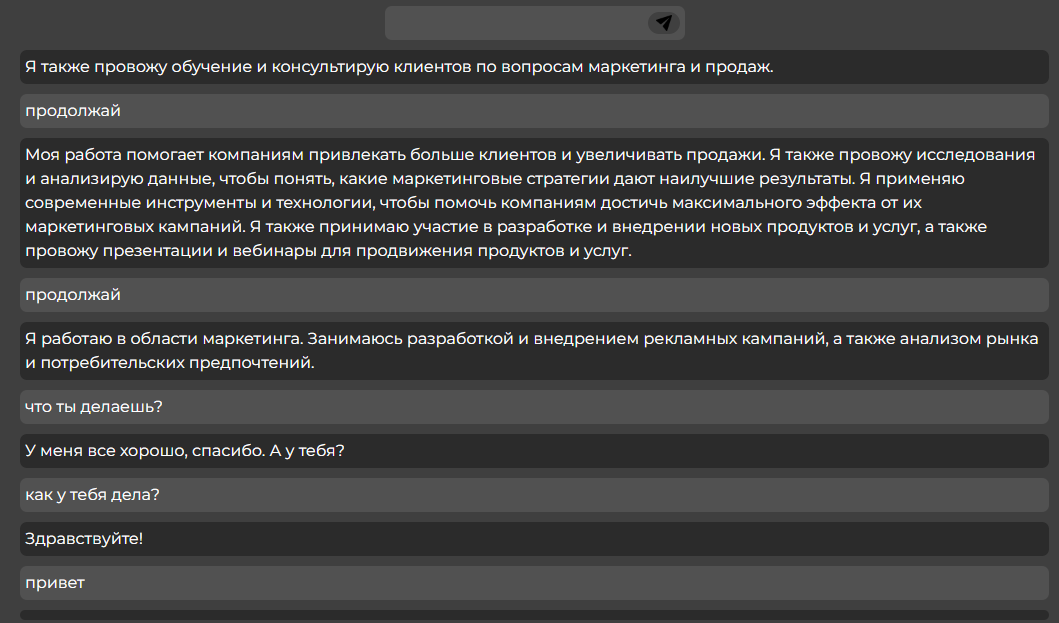 Я также провожу обучение и консультирую клиентов по вопросам маркетинга и продаж.
продолжай
Моя работа помогает компаниям привлекать больше клиентов и увеличивать продажи. Я также провожу исследования
и анализирую данные, чтобы понять, какие маркетинговые стратегии дают наилучшие результаты. Я применяю
современные инструменты и технологии, чтобы помочь компаниям достичь максимального эффекта от их
маркетинговых кампаний. Я также принимаю участие в разработке и внедрении новых продуктов и услуг, а также
провожу презентации и вебинары для продвижения продуктов и услуг.
продолжай
Я работаю в области маркетинга. Занимаюсь разработкой и внедрением рекламных кампаний, а также анализом рынка
и потребительских предпочтений.
что ты делаешь?
У меня все хорошо, спасибо. А у тебя?
как у тебя дела?
Здравствуйте!
привет